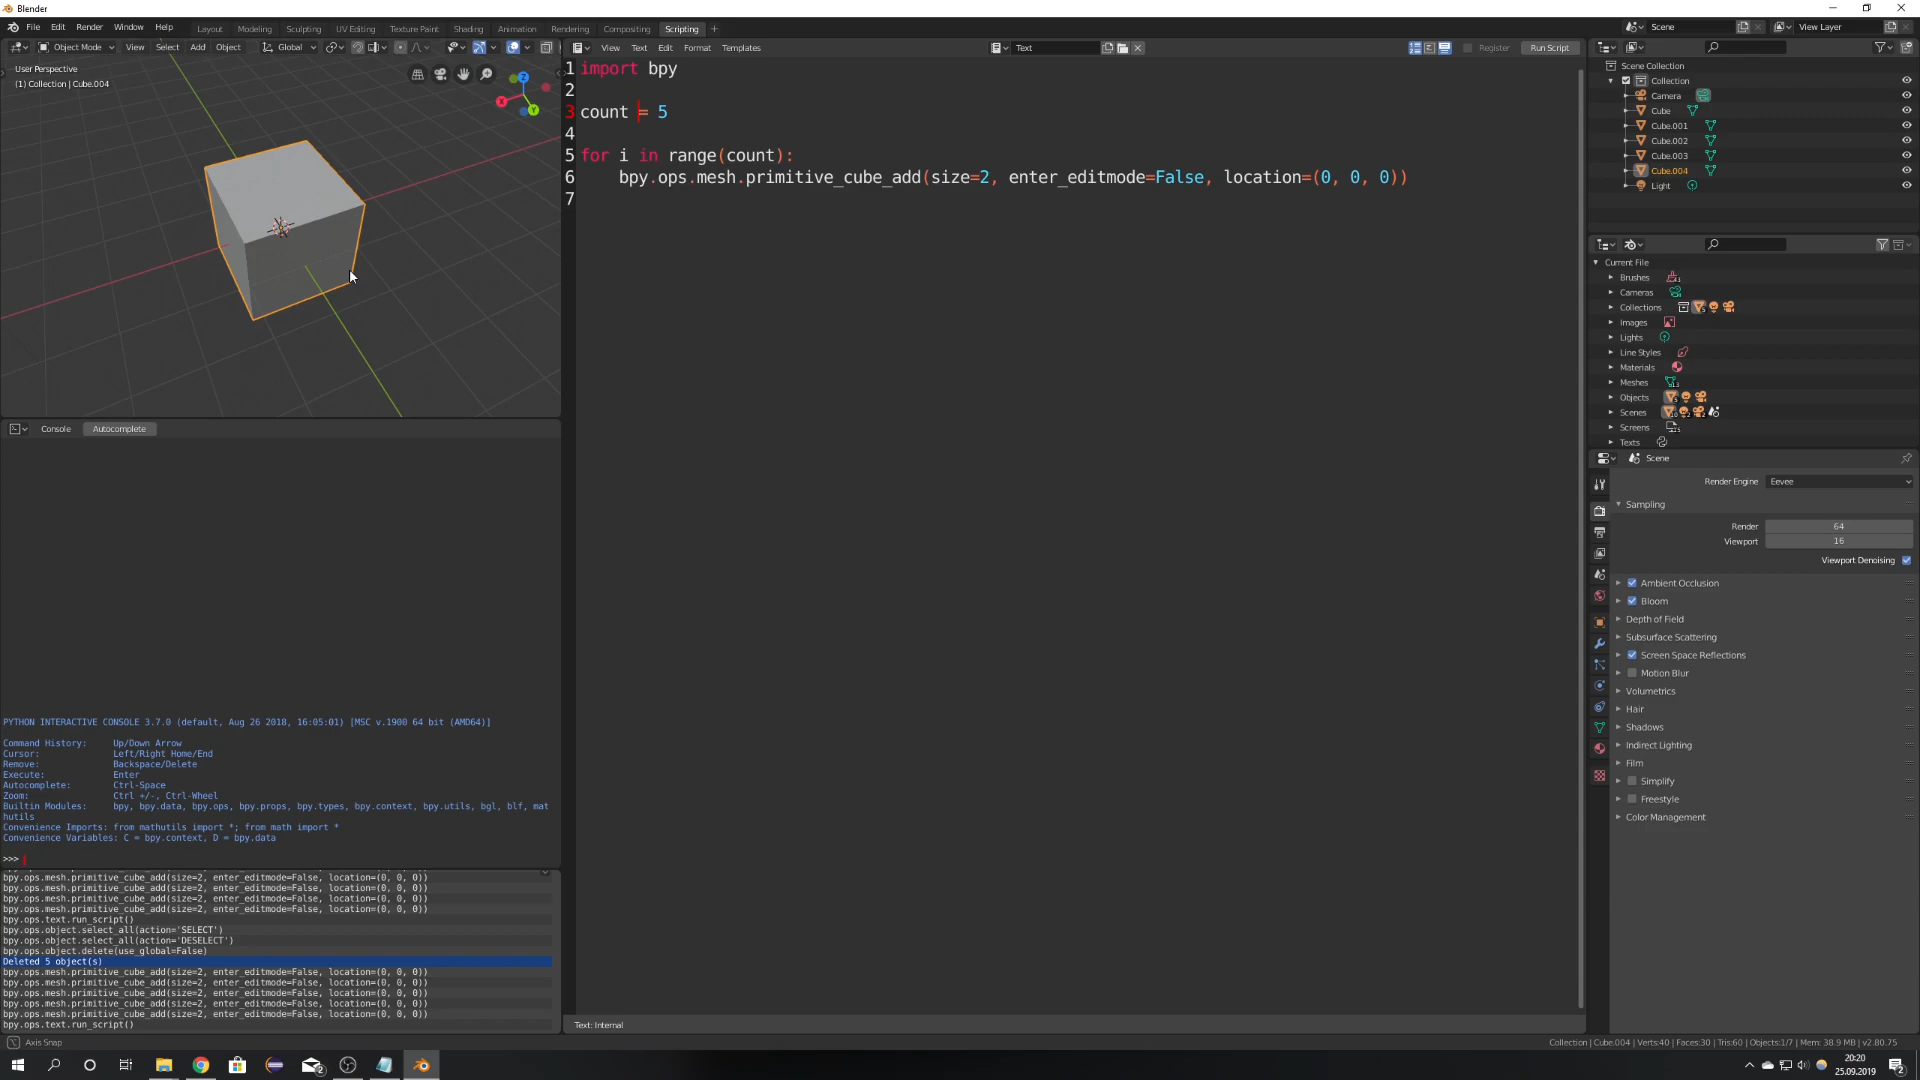 Blender
File Edit Render Window Help
Layout Modeling Sculpting UV Editing Texture Paint Shading Animation Rendering Compositing Scripting +
Scene
View Layer
Object Mode View Select Add Object Global
View Text Edit Format Templates
Text
Register
Run Script
User Perspective
(1) Collection | Cube.004
Z
X
Y
1 import bpy
2
3 count = 5
4
5 for i in range(count):
6 bpy.ops.mesh.primitive_cube_add(size=2, enter_editmode=False, location=(0, 0, 0))
7
Text: Internal
Console Autocomplete
PYTHON INTERACTIVE CONSOLE 3.7.0 (default, Aug 26 2018, 16:05:01) [MSC v.1900 64 bit (AMD64)]
Command History: Up/Down Arrow
Cursor: Left/Right Home/End
Remove: Backspace/Delete
Execute: Enter
Autocomplete: Ctrl-Space
Zoom: Ctrl +/-, Ctrl-Wheel
Builtin Modules: bpy, bpy.data, bpy.ops, bpy.props, bpy.types, bpy.context, bpy.utils, bgl, blf, mat
hutils
Convenience Imports: from mathutils import *; from math import *
Convenience Variables: C = bpy.context, D = bpy.data
>>>
bpy.ops.mesh.primitive_cube_add(size=2, enter_editmode=False, location=(0, 0, 0))
bpy.ops.mesh.primitive_cube_add(size=2, enter_editmode=False, location=(0, 0, 0))
bpy.ops.mesh.primitive_cube_add(size=2, enter_editmode=False, location=(0, 0, 0))
bpy.ops.mesh.primitive_cube_add(size=2, enter_editmode=False, location=(0, 0, 0))
bpy.ops.text.run_script()
bpy.ops.object.select_all(action='SELECT')
bpy.ops.object.select_all(action='DESELECT')
bpy.ops.object.delete(use_global=False)
Deleted 5 object(s)
bpy.ops.mesh.primitive_cube_add(size=2, enter_editmode=False, location=(0, 0, 0))
bpy.ops.mesh.primitive_cube_add(size=2, enter_editmode=False, location=(0, 0, 0))
bpy.ops.mesh.primitive_cube_add(size=2, enter_editmode=False, location=(0, 0, 0))
bpy.ops.mesh.primitive_cube_add(size=2, enter_editmode=False, location=(0, 0, 0))
bpy.ops.mesh.primitive_cube_add(size=2, enter_editmode=False, location=(0, 0, 0))
bpy.ops.text.run_script()
Scene Collection
Collection
Camera
Cube
Cube.001
Cube.002
Cube.003
Cube.004
Light
Current File
Brushes
Cameras
Collections
Images
Lights
Line Styles
Materials
Meshes
Objects
Scenes
Screens
Texts
Scene
Render Engine Eevee
Sampling
Render 64
Viewport 16
Viewport Denoising
Ambient Occlusion
Bloom
Depth of Field
Subsurface Scattering
Screen Space Reflections
Motion Blur
Volumetrics
Hair
Shadows
Indirect Lighting
Film
Simplify
Freestyle
Color Management
Axis Snap
Collection | Cube.004 | Verts:40 | Faces:30 | Tris:60 | Objects:1/7 | Mem: 38.9 MB | v2.80.75
20:20
25.09.2019